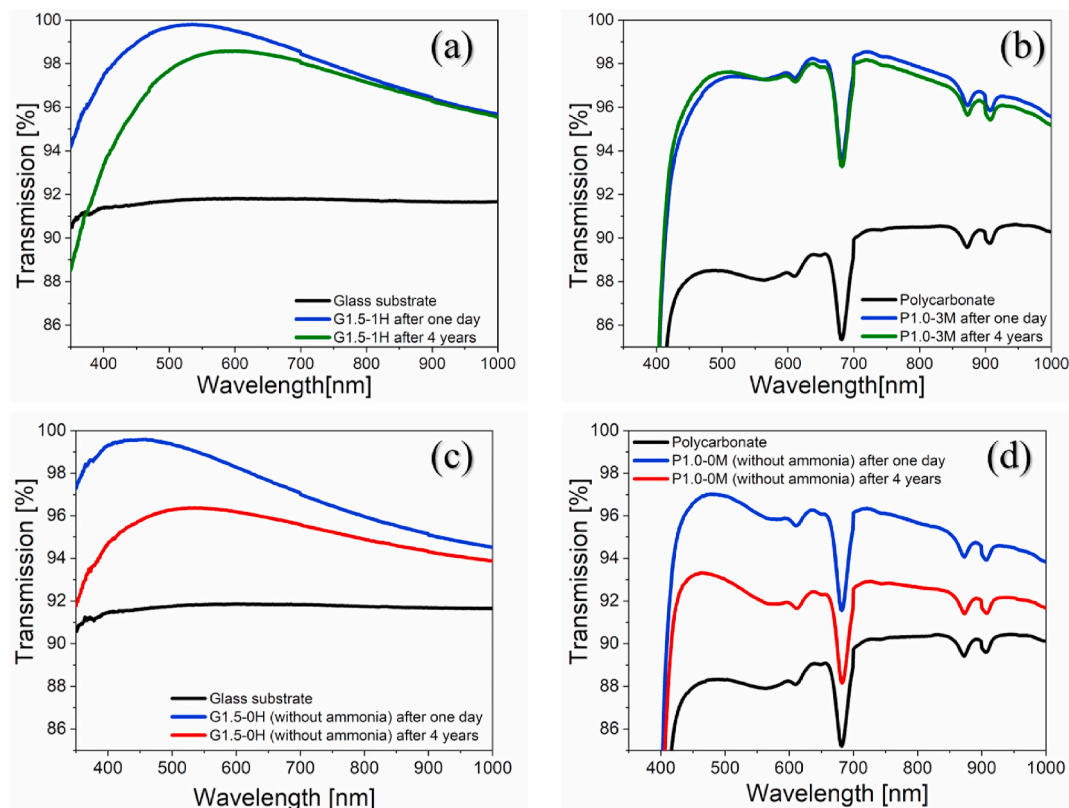 (a)
100
98
96
94
92
90
88
86
Transmission [%]
Glass substrate
G1.5-1H after one day
G1.5-1H after 4 years
400 500 600 700 800 900 1000
Wavelength[nm]
(b)
100
98
96
94
92
90
88
86
Transmission [%]
Polycarbonate
P1.0-3M after one day
P1.0-3M after 4 years
400 500 600 700 800 900 1000
Wavelength[nm]
(c)
100
98
96
94
92
90
88
86
Transmission [%]
Glass substrate
G1.5-0H (without ammonia) after one day
G1.5-0H (without ammonia) after 4 years
400 500 600 700 800 900 1000
Wavelength [nm]
(d)
100
98
96
94
92
90
88
86
Transmission [%]
Polycarbonate
P1.0-0M (without ammonia) after one day
P1.0-0M (without ammonia) after 4 years
400 500 600 700 800 900 1000
Wavelength [nm]